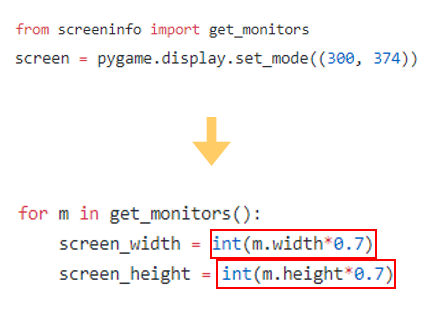 from screeninfo import get_monitors
screen = pygame.display.set_mode((300, 374))
for m in get_monitors():
screen_width = int(m.width*0.7)
screen_height = int(m.height*0.7)